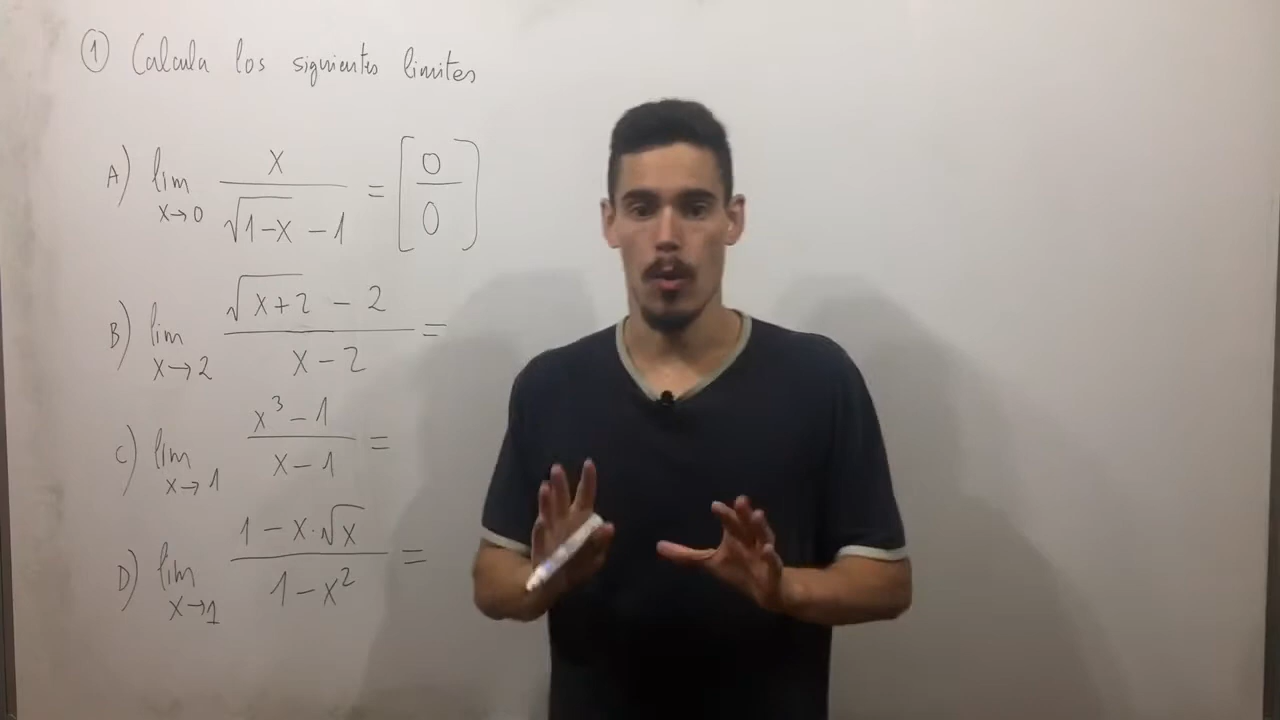 ① Calcula los siguientes limites
A) lim x→0 x / (√(1-x) - 1) = [0/0]
B) lim x→2 (√(x+2) - 2) / (x - 2) =
C) lim x→1 (x³ - 1) / (x - 1) =
D) lim x→1 (1 - x·√x) / (1 - x²) =